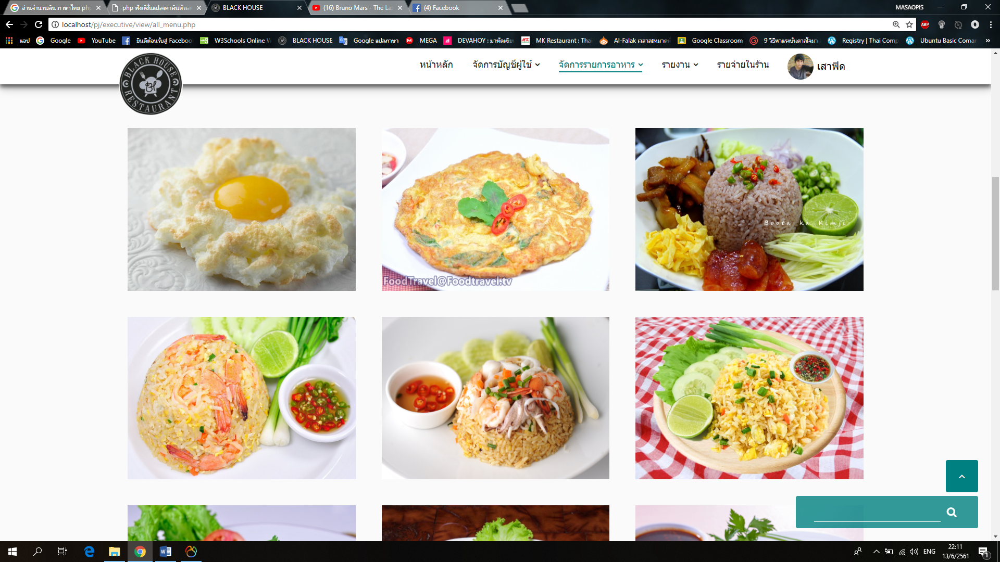 อ่านจำนวนเงิน ภาษาไทย php
php ฟังก์ชั่นแปลงค่าเงินตัวเล
BLACK HOUSE
(16) Bruno Mars - The La
(4) Facebook
MASAOPIS
localhost/pj/executive/view/all_menu.php
ABP
แอป
Google
YouTube
ยินดีต้อนรับสู่ Faceboo
W3Schools Online W
BLACK HOUSE
Google แปลภาษา
MEGA
DEVAHOY : มาหัดเขีย
MK Restaurant : Tha
Al-Falak เวลาละหมาด
Google Classroom
9 วิธีหาแรงบันดาลใจมา
Registry | Thai Comp
Ubuntu Basic Coma
BLACK HOUSE
BH
RESTAURANT
หน้าหลัก
จัดการบัญชีผู้ใช้
จัดการรายการอาหาร
รายงาน
รายจ่ายในร้าน
เสาฟิด
FoodTravel@Foodtravel.tv
Boota ka Kimji
ENG
22:11
13/6/2561
1